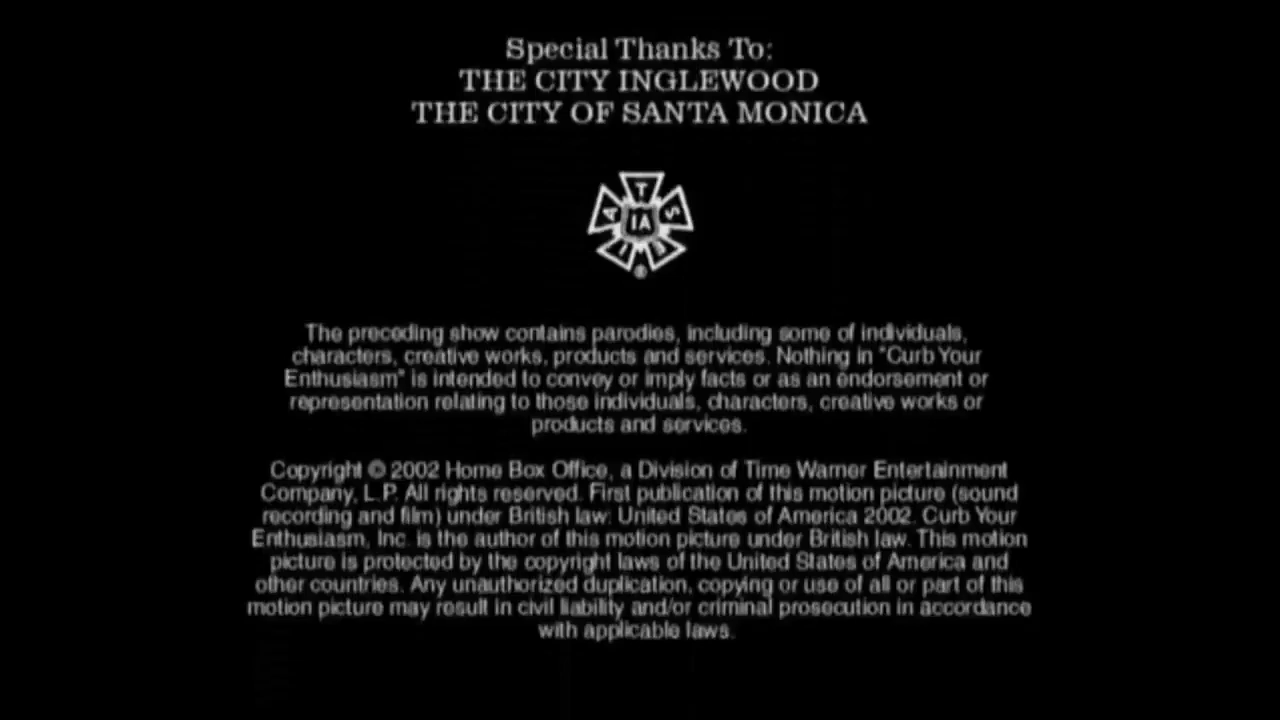 Special Thanks To:
THE CITY INGLEWOOD
THE CITY OF SANTA MONICA
I A T S E
IA
®
The preceding show contains parodies, including some of individuals,
characters, creative works, products and services. Nothing in "Curb Your
Enthusiasm" is intended to convey or imply facts or as an endorsement or
representation relating to those individuals, characters, creative works or
products and services.
Copyright © 2002 Home Box Office, a Division of Time Warner Entertainment
Company, L.P. All rights reserved. First publication of this motion picture (sound
recording and film) under British law: United States of America 2002. Curb Your
Enthusiasm, Inc. is the author of this motion picture under British law. This motion
picture is protected by the copyright laws of the United States of America and
other countries. Any unauthorized duplication, copying or use of all or part of this
motion picture may result in civil liability and/or criminal prosecution in accordance
with applicable laws.